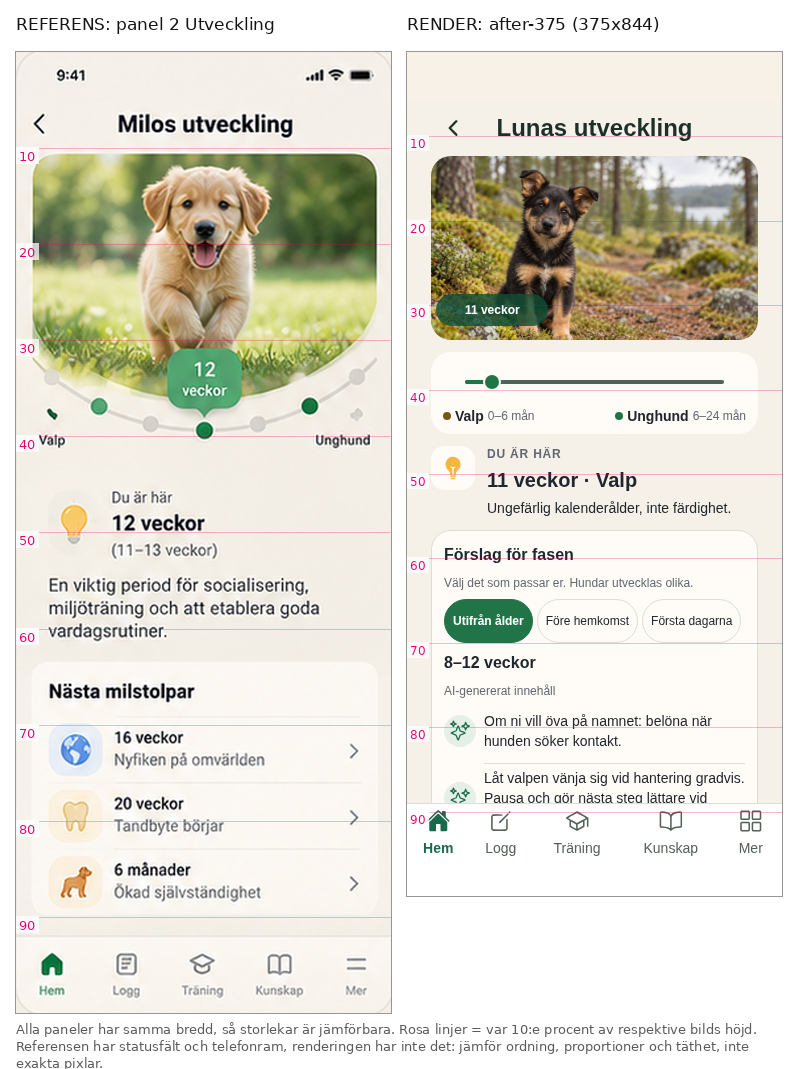 REFERENS: panel 2 Utveckling
9:41
Milos utveckling
10
20
30
12
veckor
Valp
Unghund
40
Du är här
12 veckor
50
(11–13 veckor)
En viktig period för socialisering,
miljöträning och att etablera goda
vardagsrutiner.
60
Nästa milstolpar
70
16 veckor
Nyfiken på omvärlden
20 veckor
Tandbyte börjar
80
6 månader
Ökad självständighet
90
Hem
Logg
Träning
Kunskap
Mer
RENDER: after-375 (375x844)
Lunas utveckling
10
20
30
11 veckor
40
Valp 0–6 mån
Unghund 6–24 mån
DU ÄR HÄR
11 veckor · Valp
50
Ungefärlig kalenderålder, inte färdighet.
Förslag för fasen
60
Välj det som passar er. Hundar utvecklas olika.
Utifrån ålder
Före hemkomst
Första dagarna
70
8–12 veckor
AI-genererat innehåll
Om ni vill öva på namnet: belöna när
80
hunden söker kontakt.
Låt valpen vänja sig vid hantering gradvis.
Pausa och gör nästa steg lättare vid
90
Hem
Logg
Träning
Kunskap
Mer
Alla paneler har samma bredd, så storlekar är jämförbara. Rosa linjer = var 10:e procent av respektive bilds höjd.
Referensen har statusfält och telefonram, renderingen har inte det: jämför ordning, proportioner och täthet, inte
exakta pixlar.